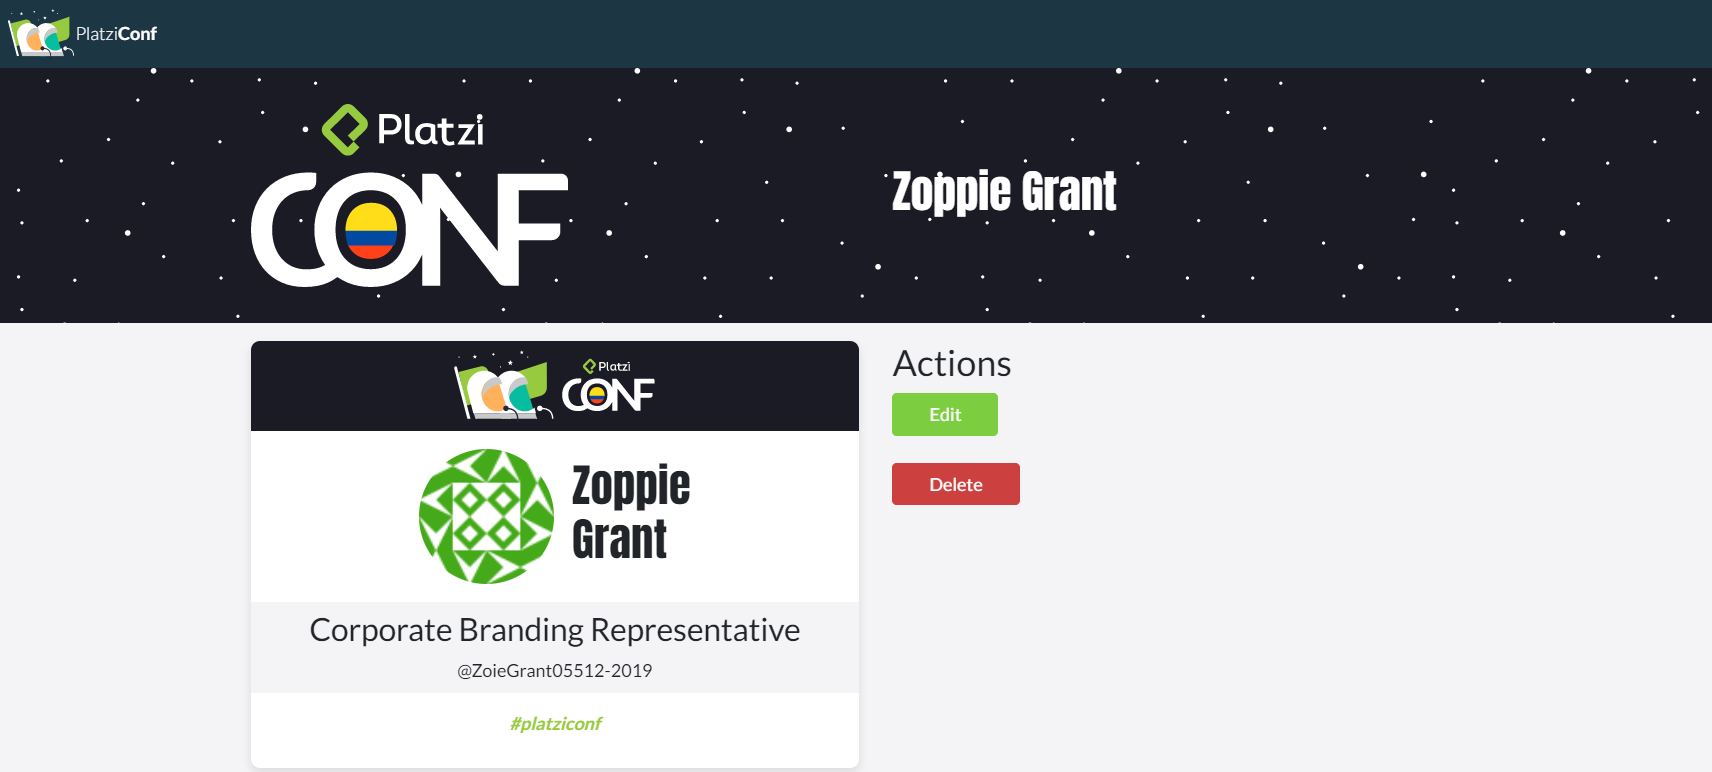 PlatziConf
Platzi
CONF
Zoppie Grant
Platzi
CONF
Zoppie
Grant
Corporate Branding Representative
@ZoieGrant05512-2019
#platziconf
Actions
Edit
Delete